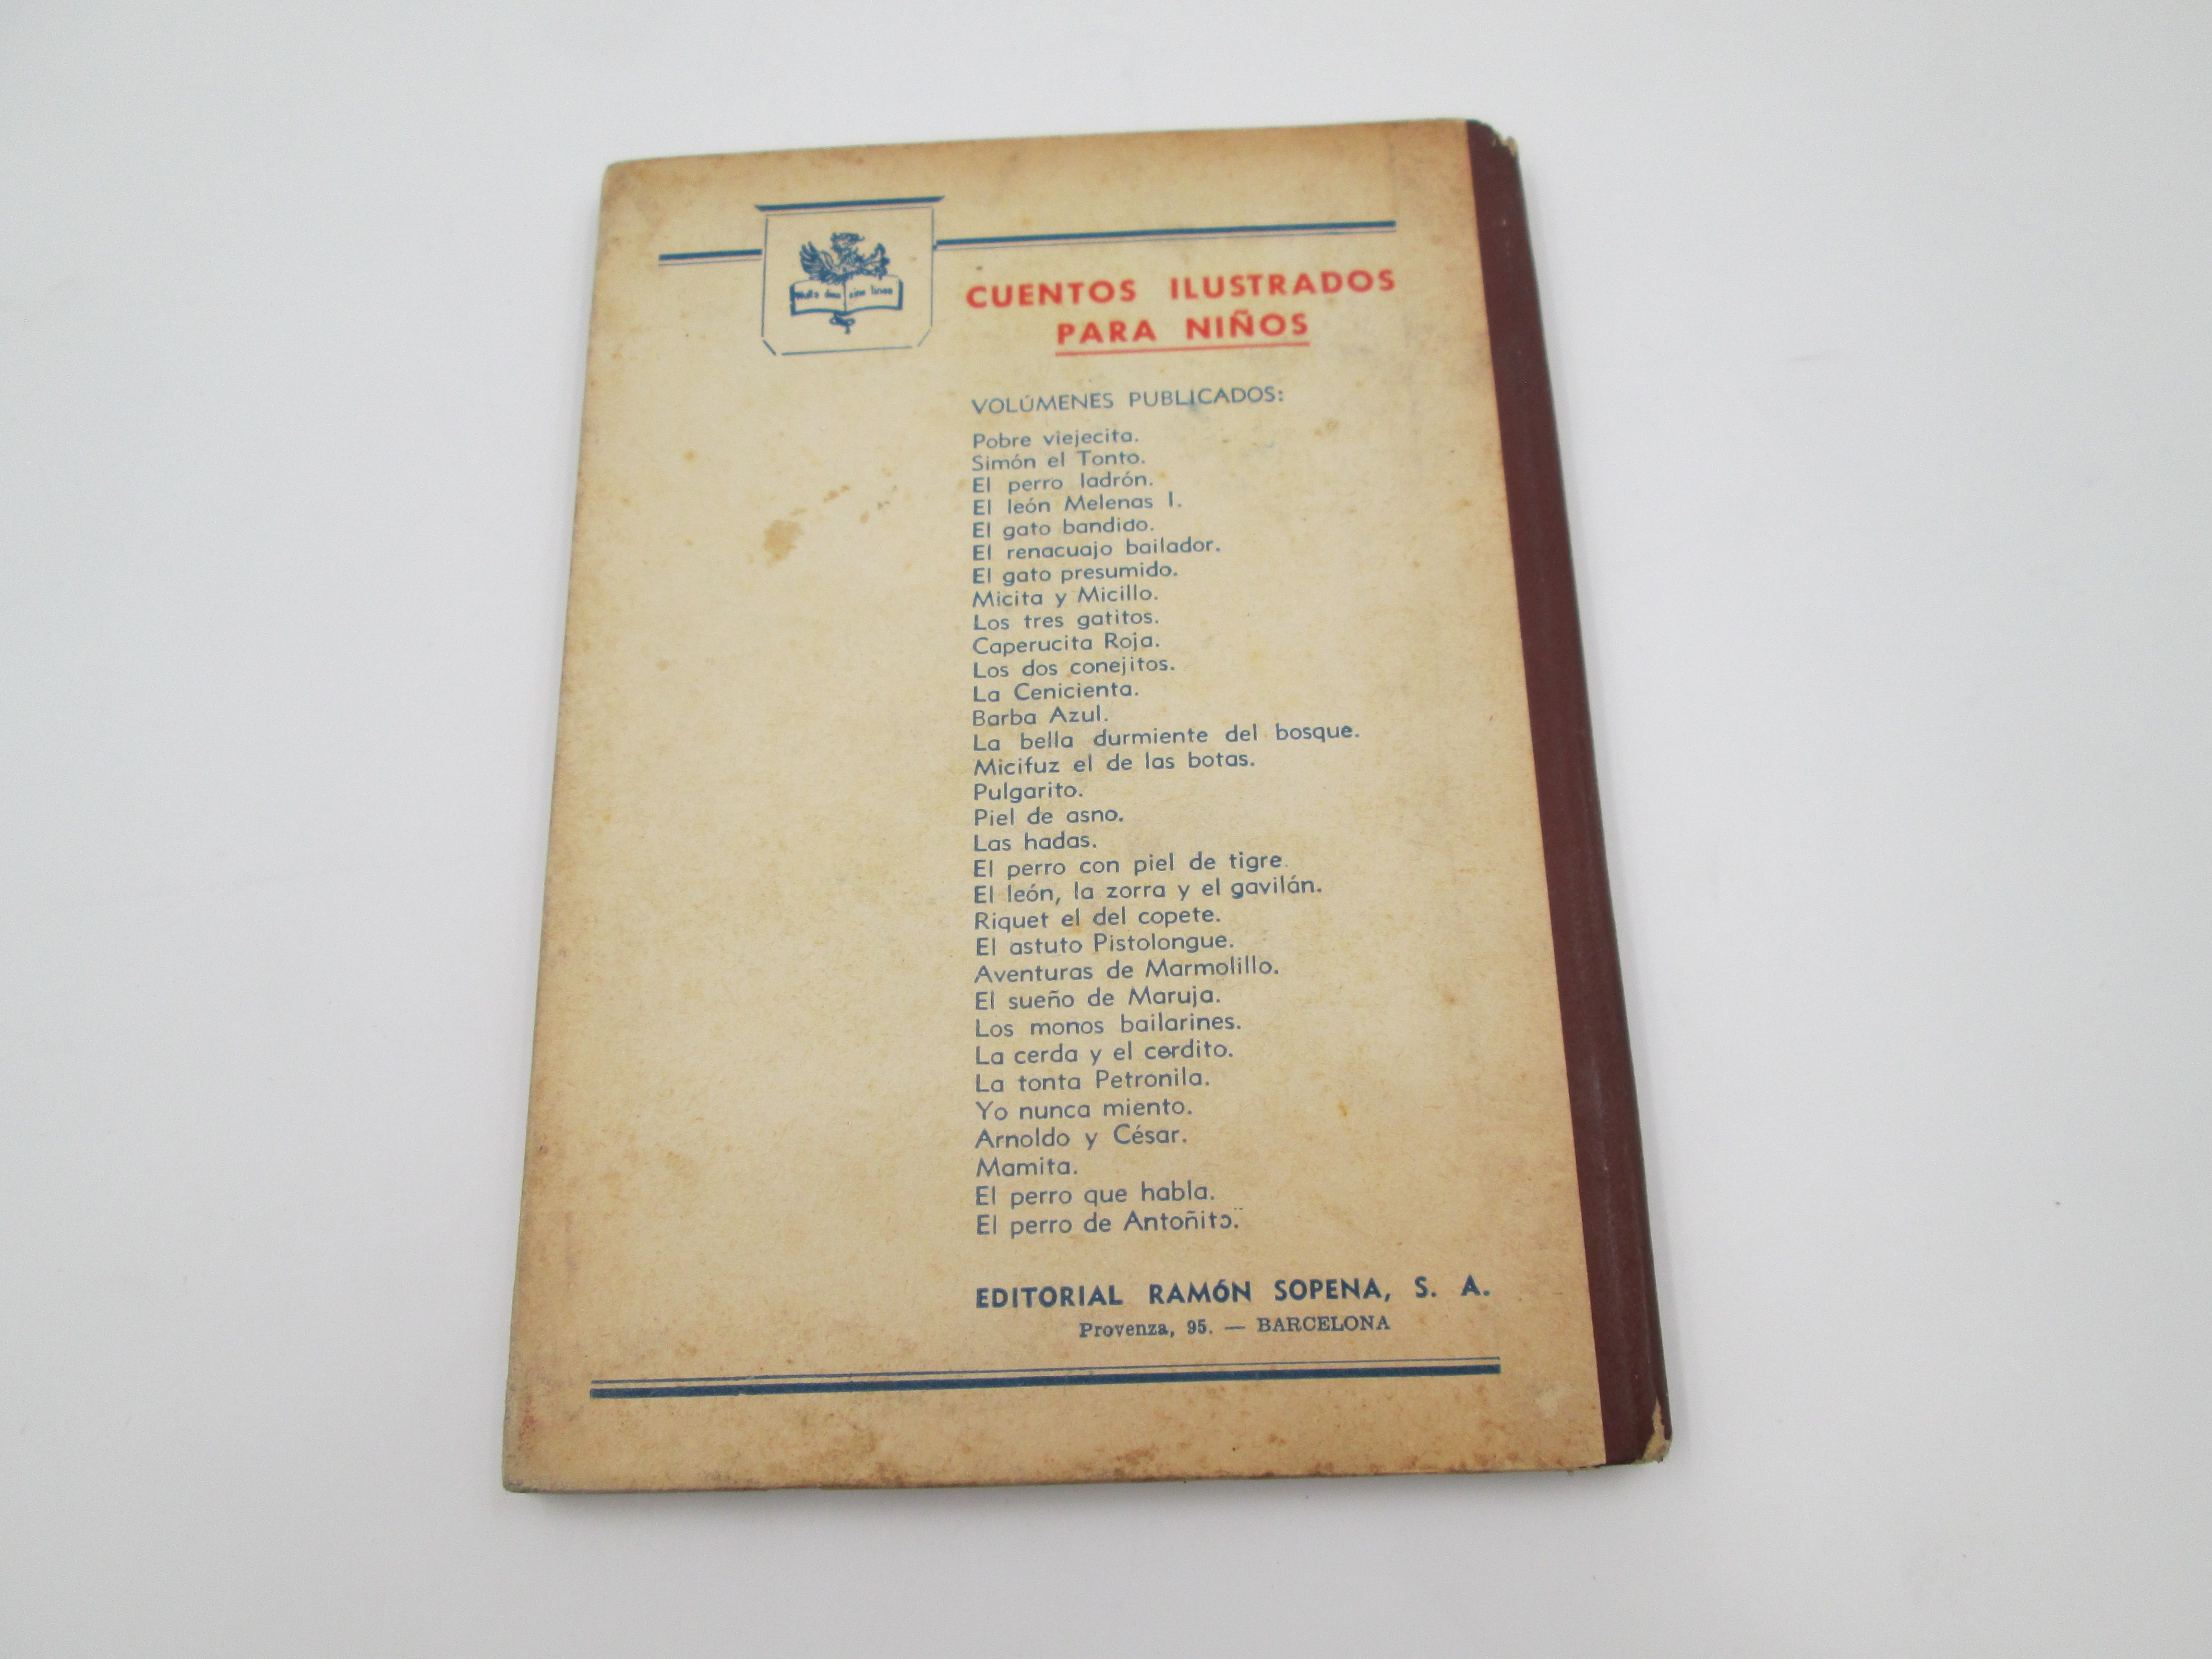 dies sine linea
CUENTOS ILUSTRADOS
PARA NIÑOS
VOLÚMENES PUBLICADOS:
Pobre viejecita.
Simón el Tonto.
El perro ladrón.
El león Melenas I.
El gato bandido.
El renacuajo bailador.
El gato presumido.
Micita y Micillo.
Los tres gatitos.
Caperucita Roja.
Los dos conejitos.
La Cenicienta.
Barba Azul.
La bella durmiente del bosque.
Micifuz el de las botas.
Pulgarito.
Piel de asno.
Las hadas.
El perro con piel de tigre.
El león, la zorra y el gavilán.
Riquet el del copete.
El astuto Pistolongue.
Aventuras de Marmolillo.
El sueño de Maruja.
Los monos bailarines.
La cerda y el cerdito.
La tonta Petronila.
Yo nunca miento.
Arnoldo y César.
Mamita.
El perro que habla.
El perro de Antoñito.
EDITORIAL RAMÓN SOPENA, S. A.
Provenza, 95. — BARCELONA